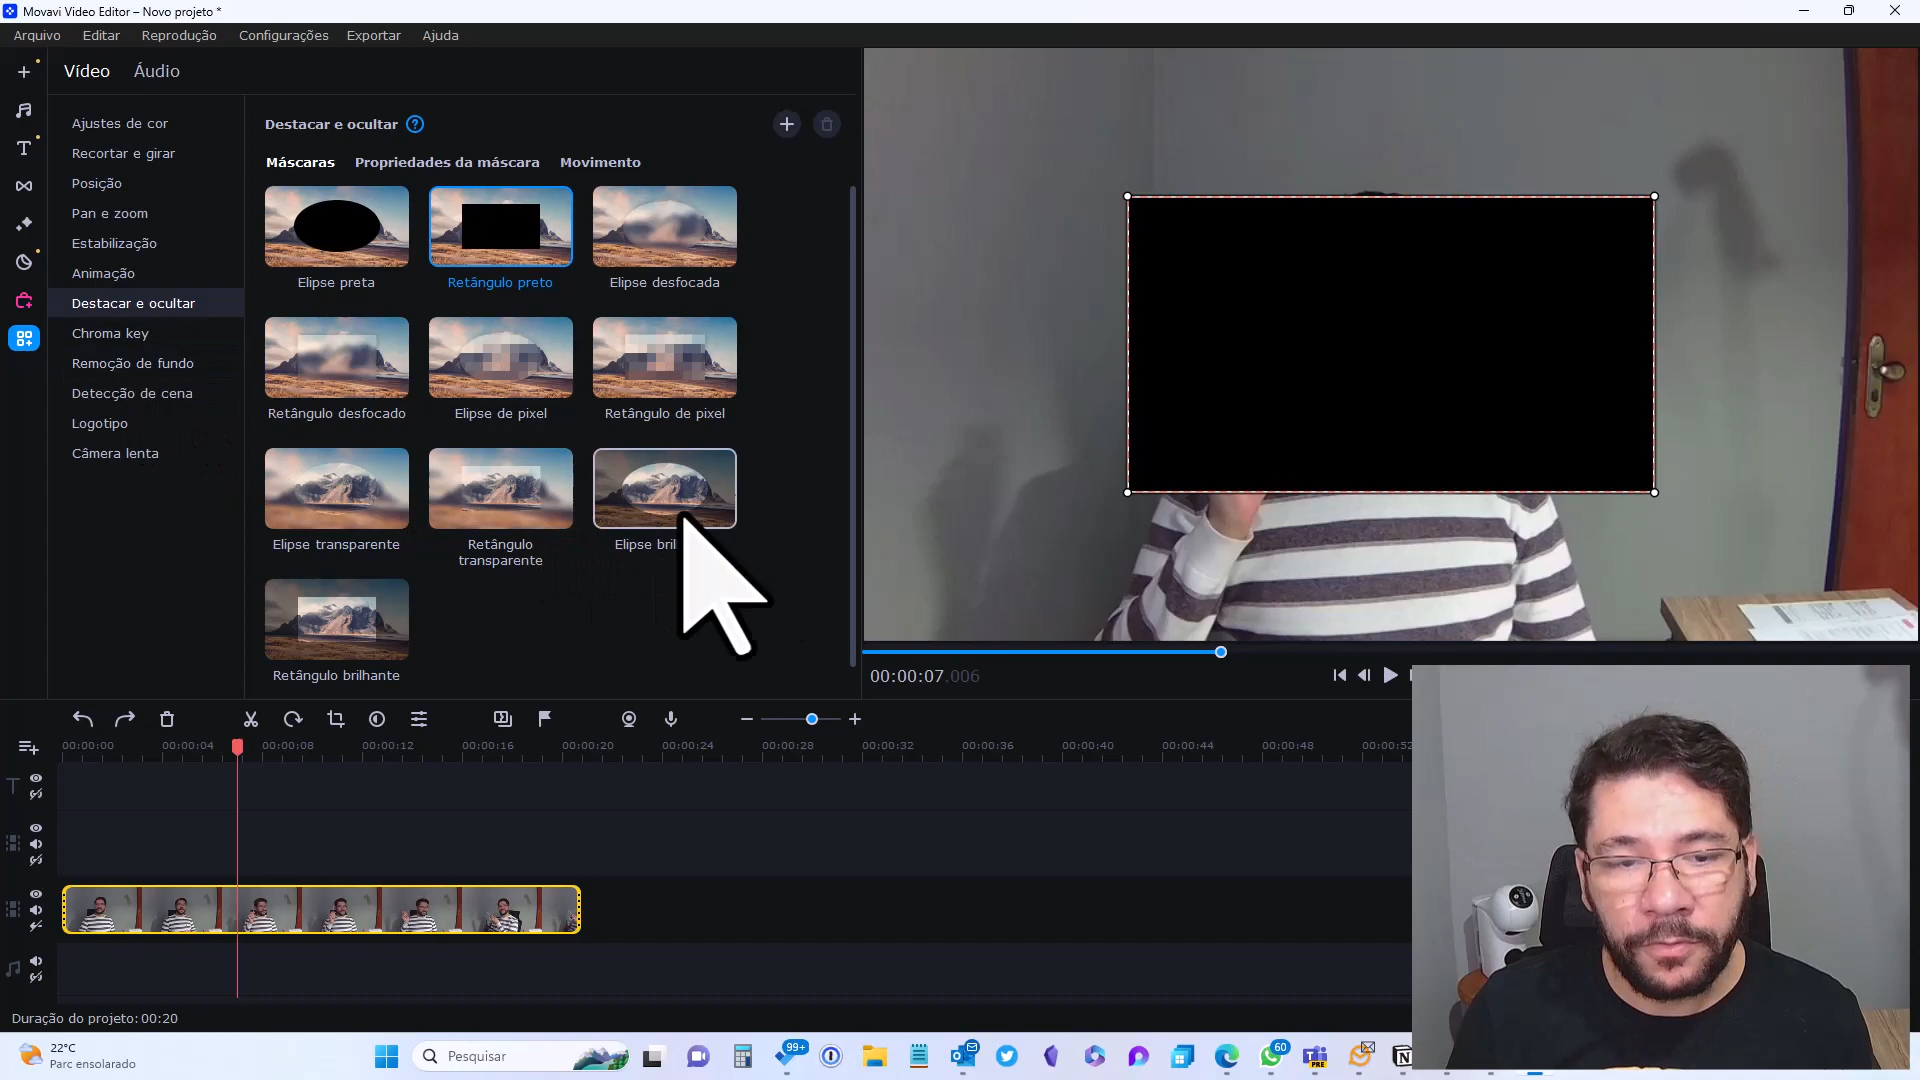 Movavi Video Editor – Novo projeto *
Arquivo Editar Reprodução Configurações Exportar Ajuda
Vídeo Áudio
Ajustes de cor
Recortar e girar
Posição
Pan e zoom
Estabilização
Animação
Destacar e ocultar
Chroma key
Remoção de fundo
Detecção de cena
Logotipo
Câmera lenta
Destacar e ocultar ?
Máscaras Propriedades da máscara Movimento
Elipse preta Retângulo preto Elipse desfocada
Retângulo desfocado Elipse de pixel Retângulo de pixel
Elipse transparente Retângulo transparente Elipse bril
Retângulo brilhante
00:00:07.006
00:00:00 00:00:04 00:00:08 00:00:12 00:00:16 00:00:20 00:00:24 00:00:28 00:00:32 00:00:36 00:00:40 00:00:44 00:00:48 00:00:52
Duração do projeto: 00:20
22°C
Parc ensolarado
Pesquisar
99+
60
PRE